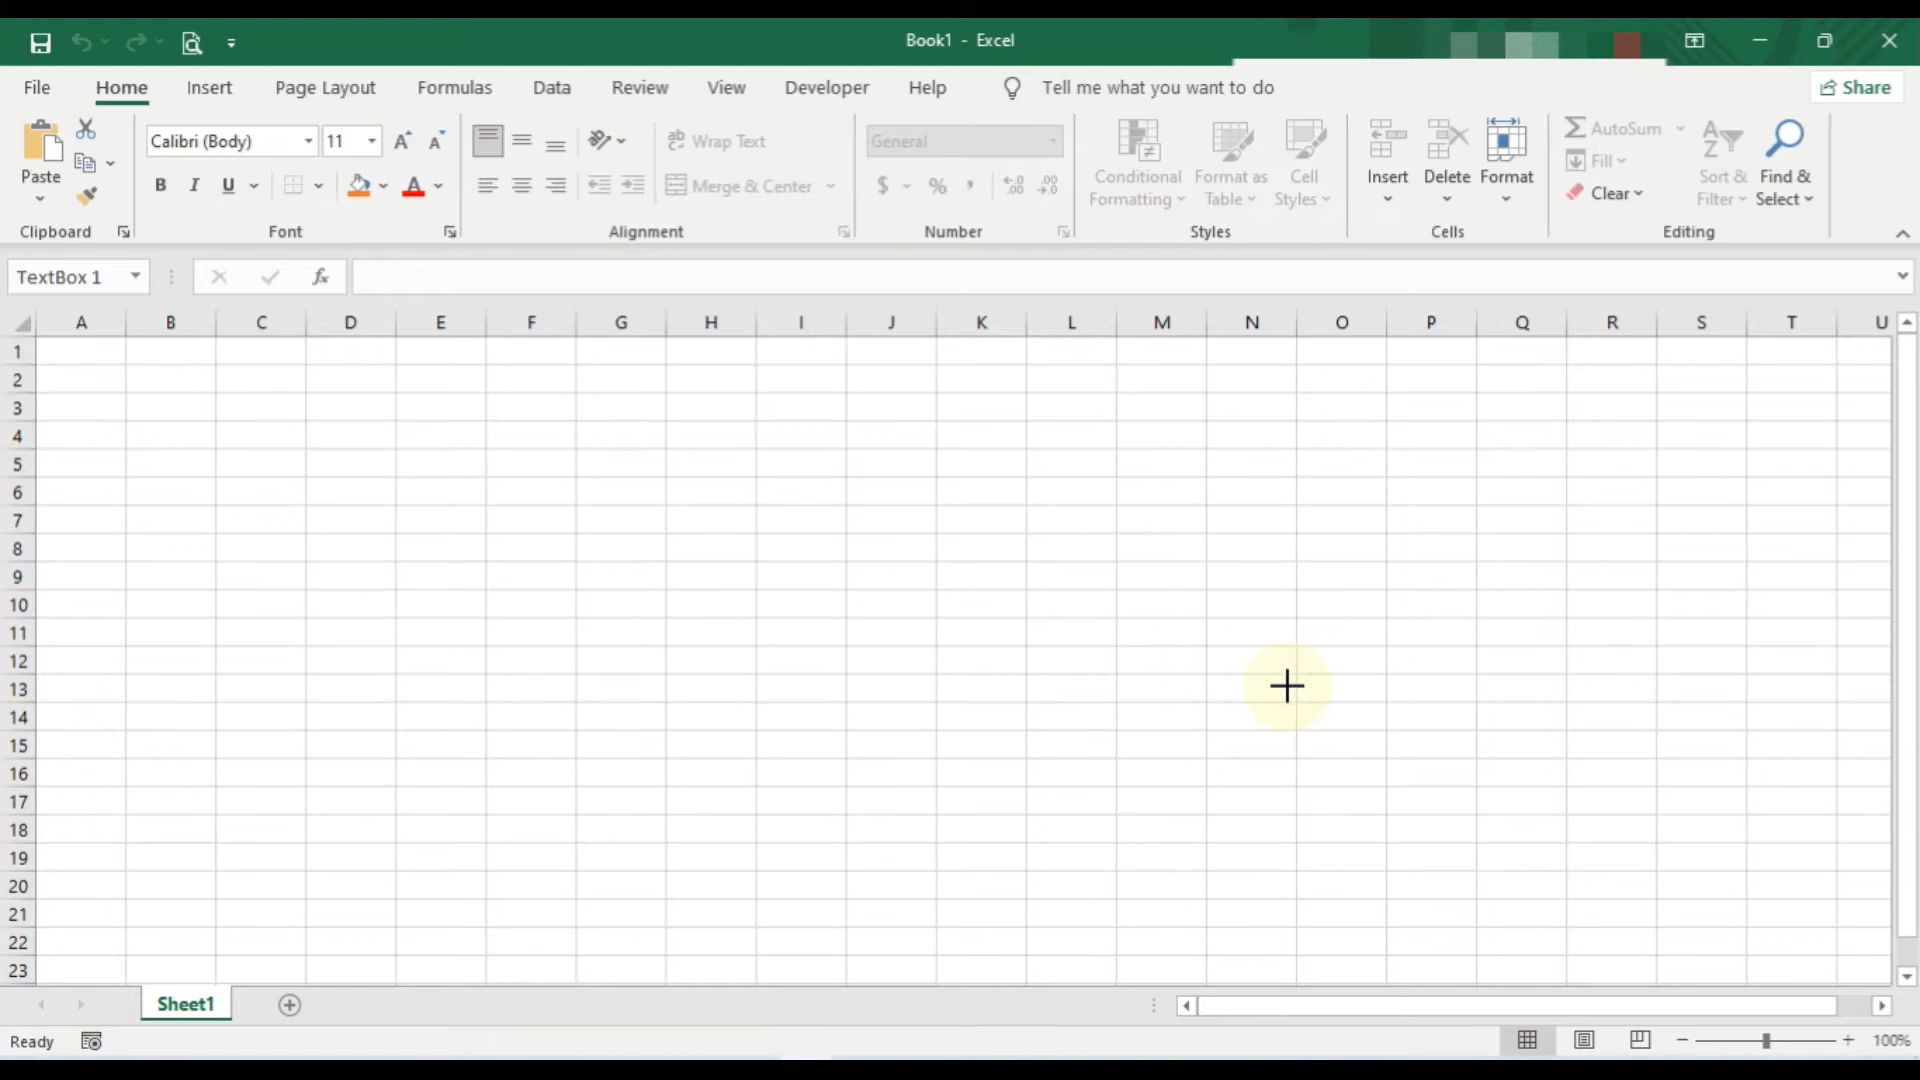 Book1 - Excel
File Home Insert Page Layout Formulas Data Review View Developer Help Tell me what you want to do Share
Calibri (Body) 11 Wrap Text General AutoSum
Paste Conditional Format as Cell Insert Delete Format Fill Sort & Find &
B I U Merge & Center $ % Formatting Table Styles Clear Filter Select
Clipboard Font Alignment Number Styles Cells Editing
TextBox 1 fx
A B C D E F G H I J K L M N O P Q R S T U
1
2
3
4
5
6
7
8
9
10
11
12
13
14
15
16
17
18
19
20
21
22
23
Sheet1
Ready 100%